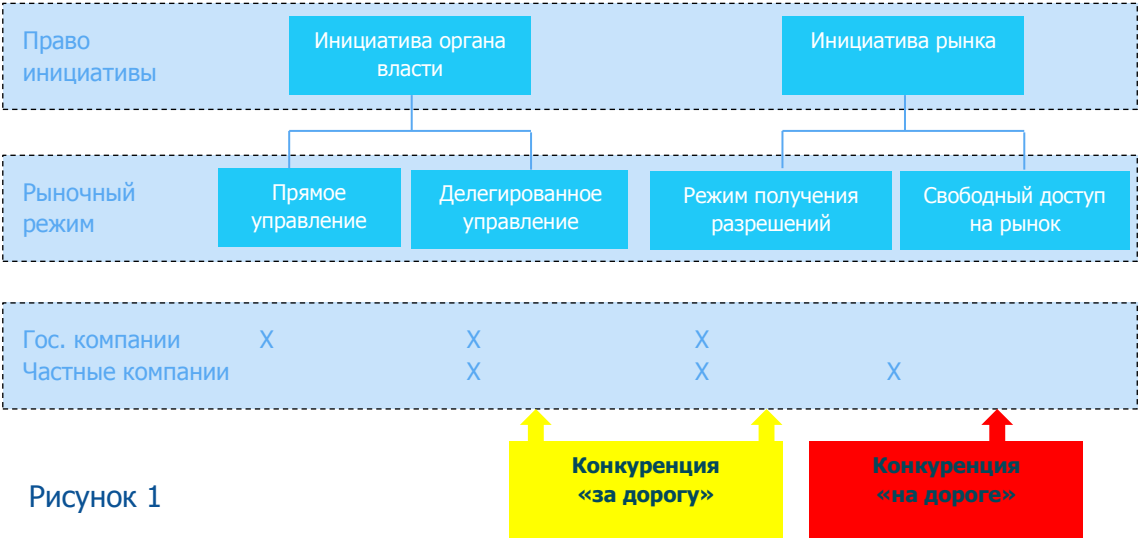 Право
инициативы
Инициатива органа
власти
Инициатива рынка
Рыночный
режим
Прямое
управление
Делегированное
управление
Режим получения
разрешений
Свободный доступ
на рынок
Гос. компании X X X
Частные компании X X X
Конкуренция
«за дорогу»
Конкуренция
«на дороге»
Рисунок 1